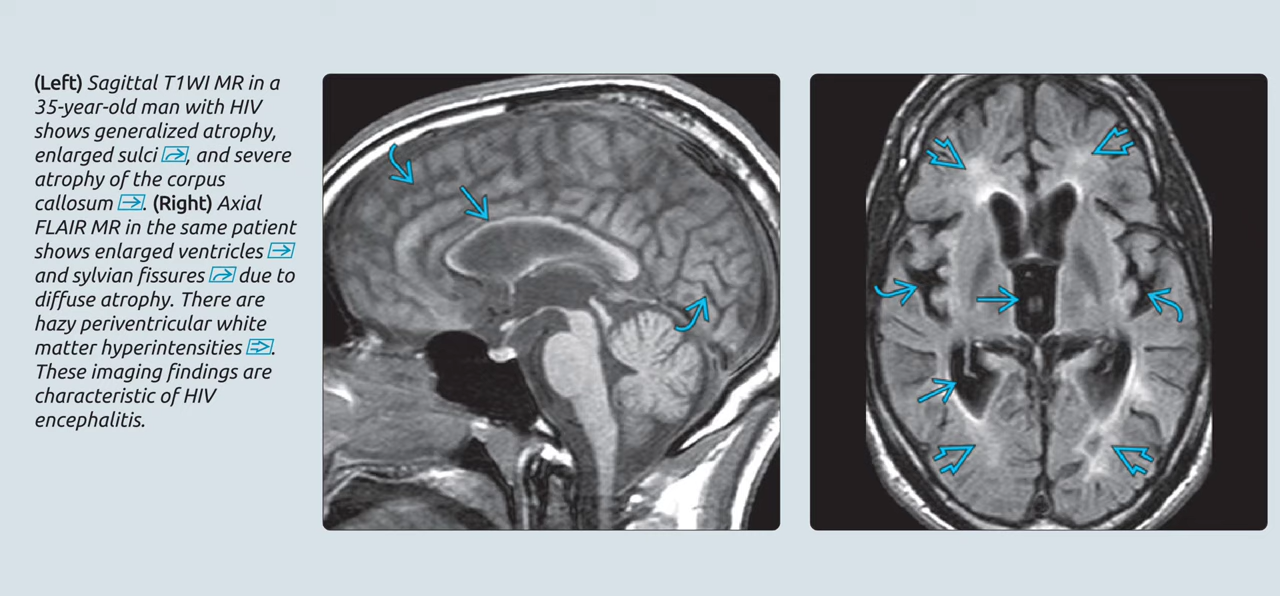 (Left) Sagittal T1WI MR in a
35-year-old man with HIV
shows generalized atrophy,
enlarged sulci , and severe
atrophy of the corpus
callosum . (Right) Axial
FLAIR MR in the same patient
shows enlarged ventricles
and sylvian fissures due to
diffuse atrophy. There are
hazy periventricular white
matter hyperintensities .
These imaging findings are
characteristic of HIV
encephalitis.